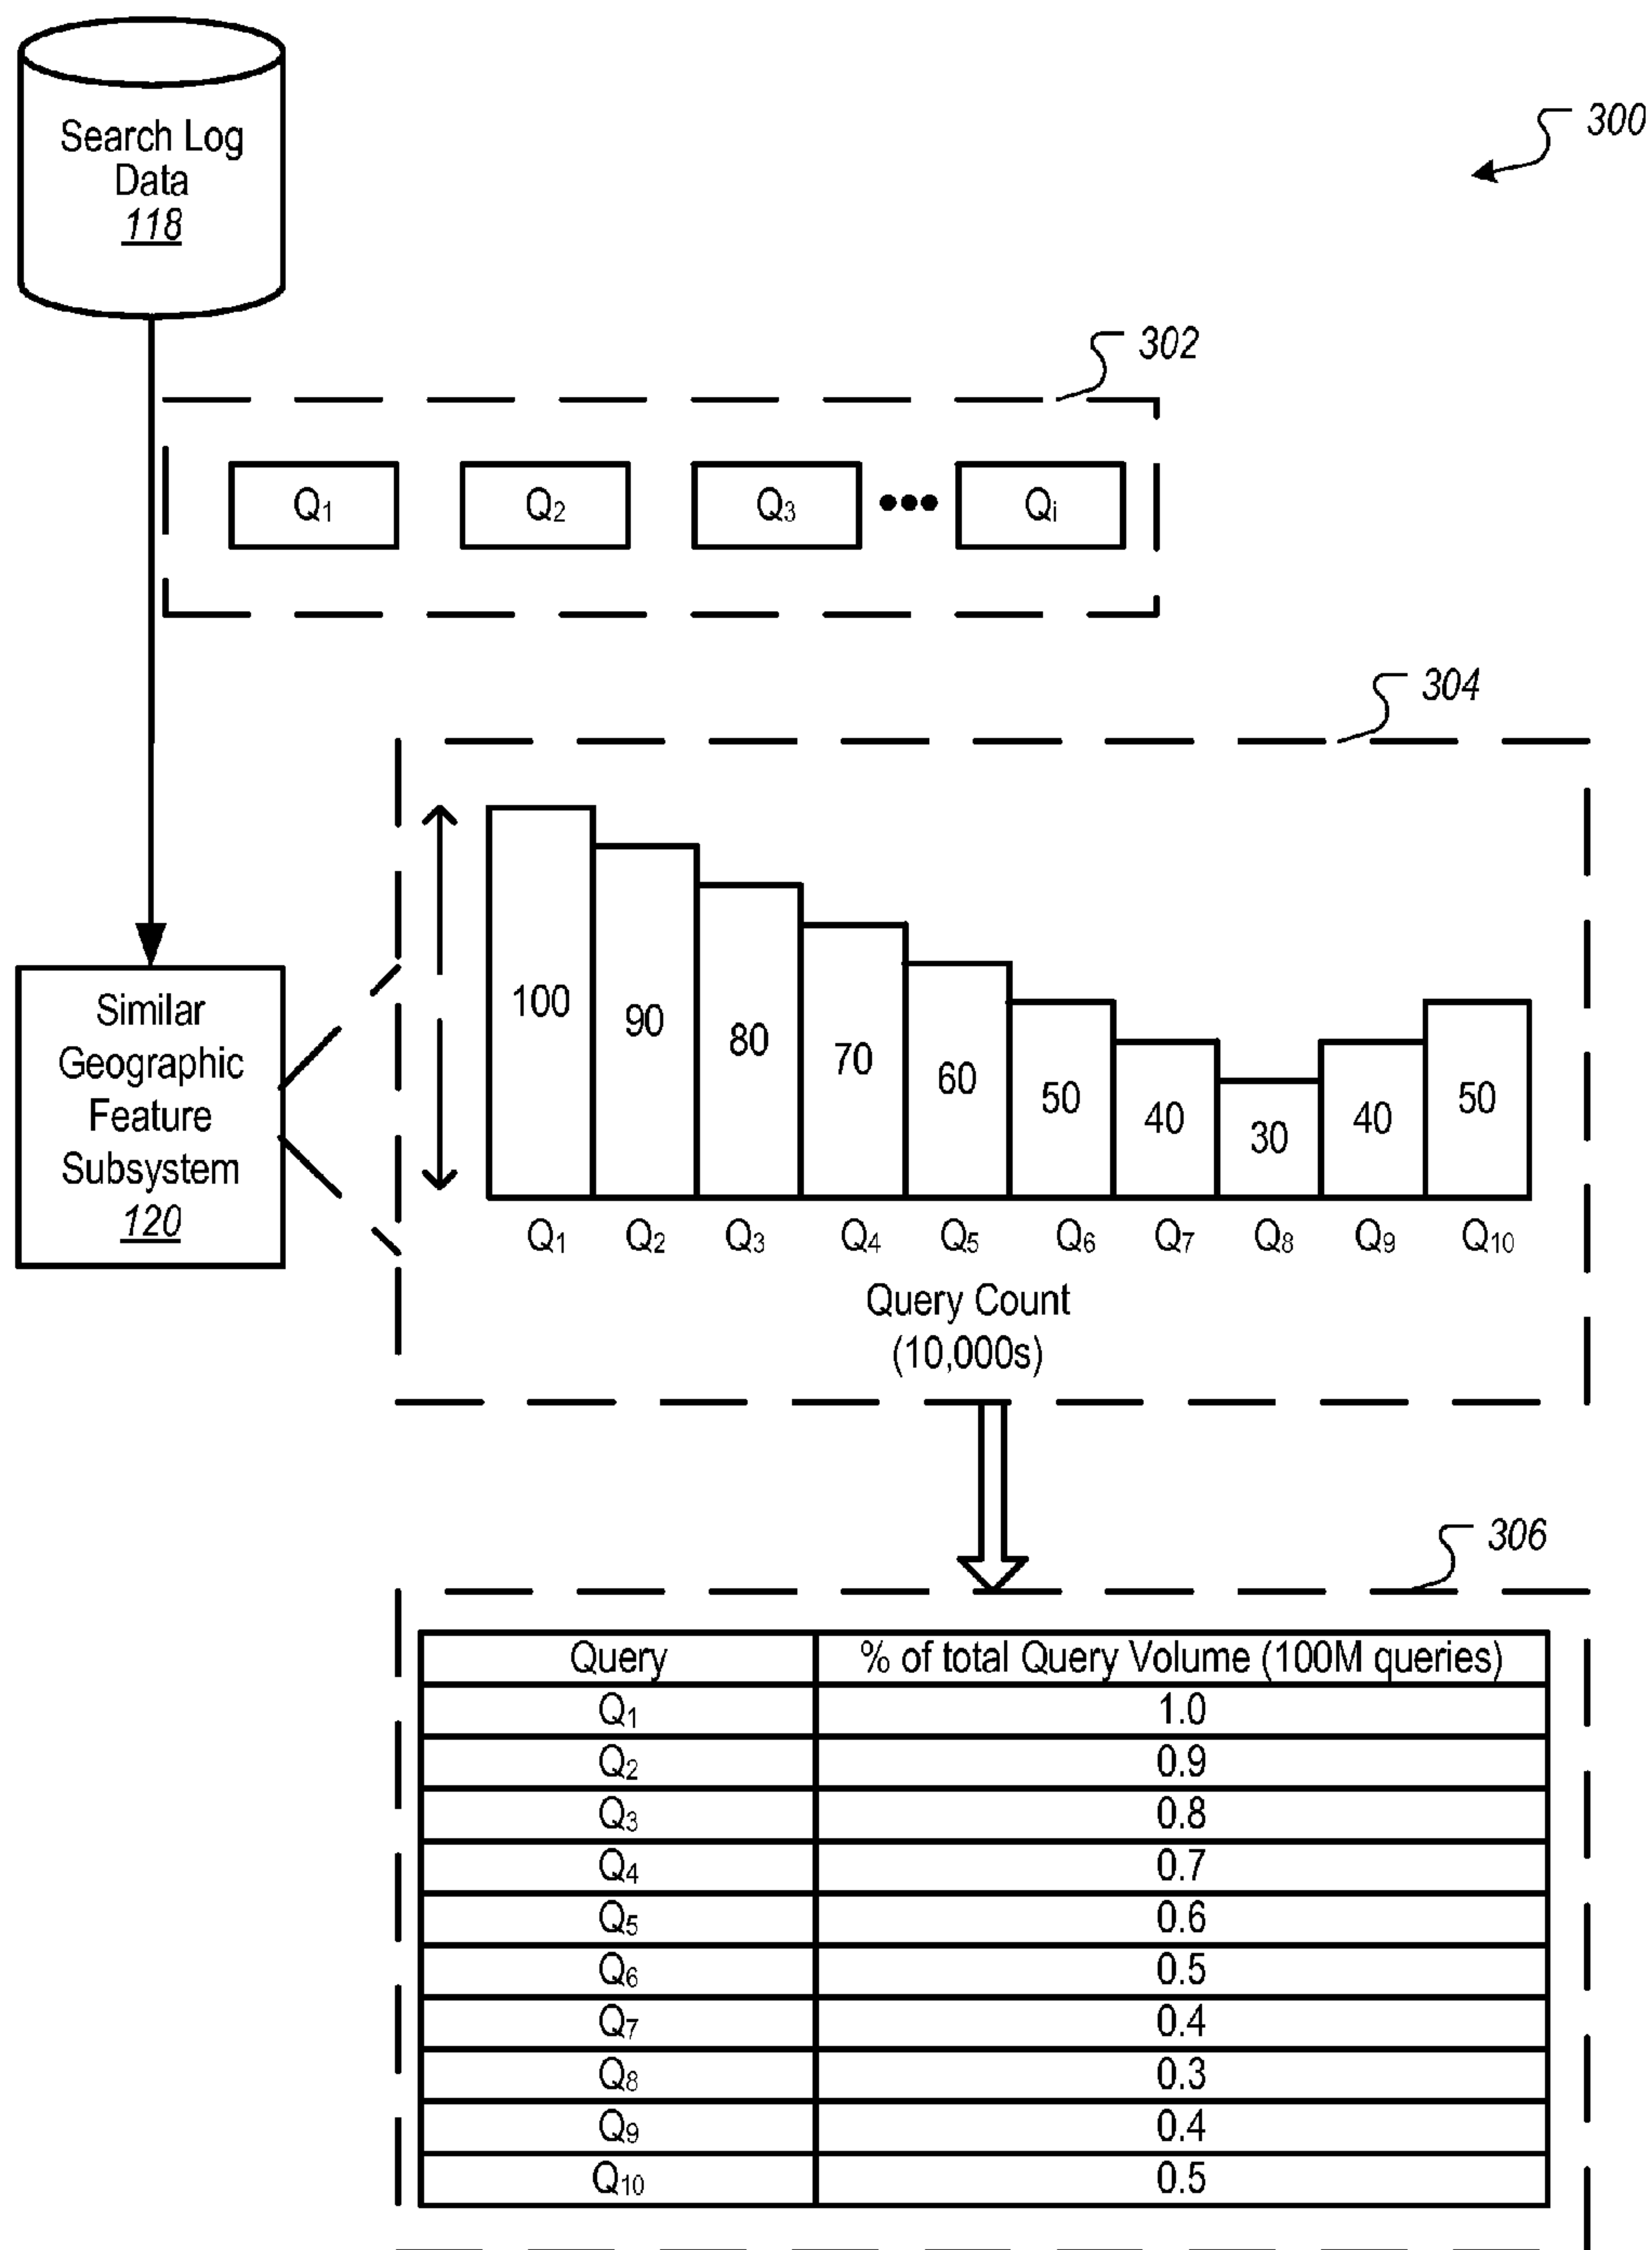 300
Search Log
Data
118
302
Q₁ Q₂ Q₃ ••• Qᵢ
304
100 90 80 70 60 50 40 30 40 50
Q₁ Q₂ Q₃ Q₄ Q₅ Q₆ Q₇ Q₈ Q₉ Q₁₀
Query Count
(10,000s)
Similar
Geographic
Feature
Subsystem
120
306
Query % of total Query Volume (100M queries)
Q₁ 1.0
Q₂ 0.9
Q₃ 0.8
Q₄ 0.7
Q₅ 0.6
Q₆ 0.5
Q₇ 0.4
Q₈ 0.3
Q₉ 0.4
Q₁₀ 0.5